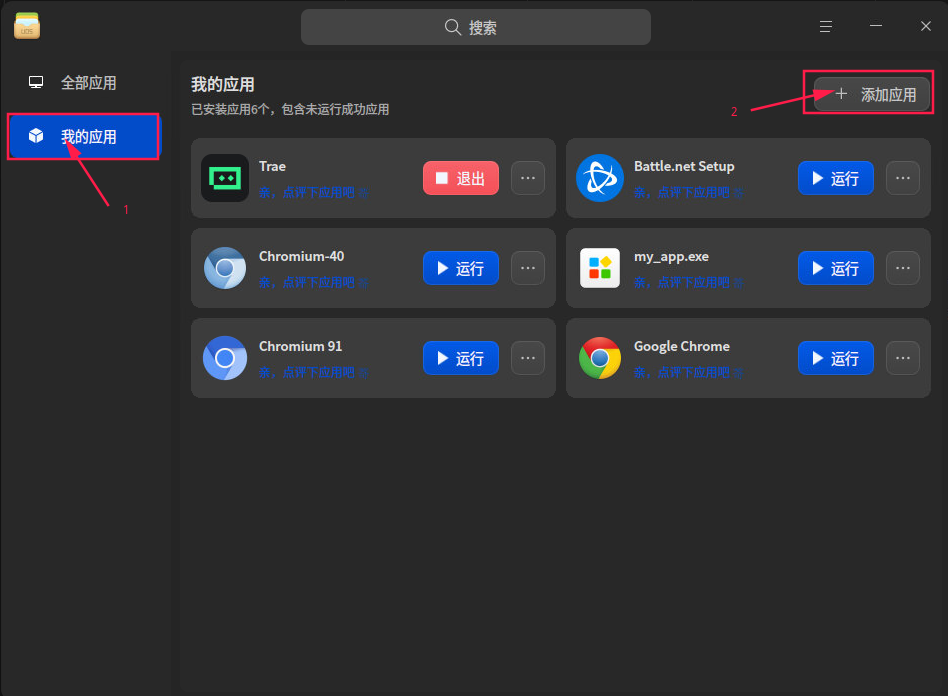 UOS
搜索
全部应用
我的应用
1
我的应用
已安装应用6个，包含未运行成功应用
2
添加应用
Trae
亲，点评下应用吧
退出
Battle.net Setup
亲，点评下应用吧
运行
Chromium-40
亲，点评下应用吧
运行
my_app.exe
亲，点评下应用吧
运行
Chromium 91
亲，点评下应用吧
运行
Google Chrome
亲，点评下应用吧
运行